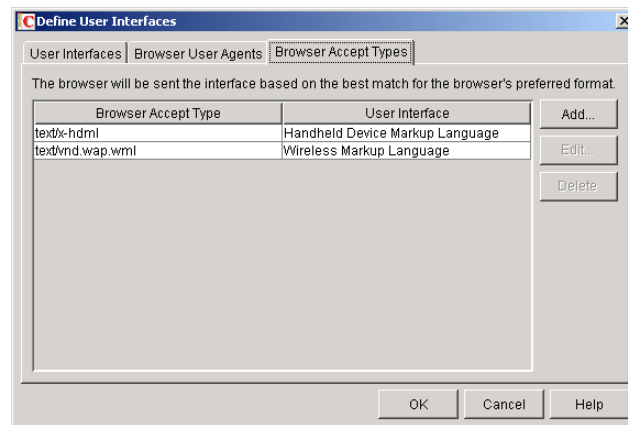 Define User Interfaces
User Interfaces Browser User Agents Browser Accept Types
The browser will be sent the interface based on the best match for the browser's preferred format.
Browser Accept Type User Interface
text/x-hdml Handheld Device Markup Language
text/vnd.wap.wml Wireless Markup Language
Add...
Edit...
Delete
OK Cancel Help